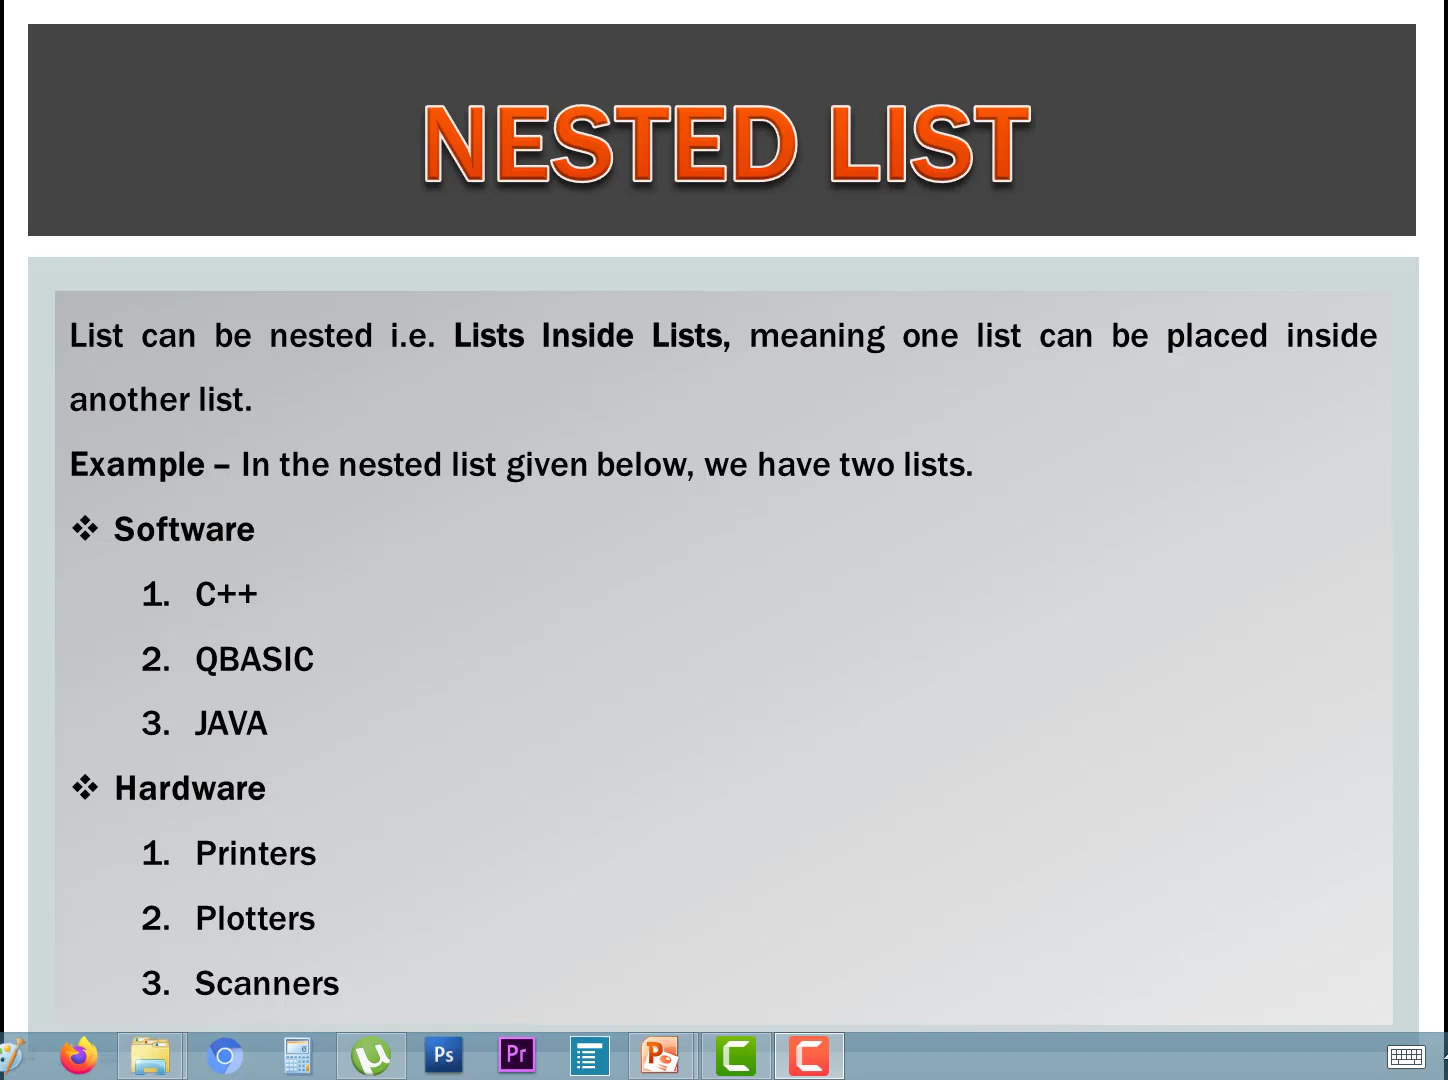 NESTED LIST
List can be nested i.e. Lists Inside Lists, meaning one list can be placed inside
another list.
Example – In the nested list given below, we have two lists.
❖ Software
1. C++
2. QBASIC
3. JAVA
❖ Hardware
1. Printers
2. Plotters
3. Scanners
Ps Pr